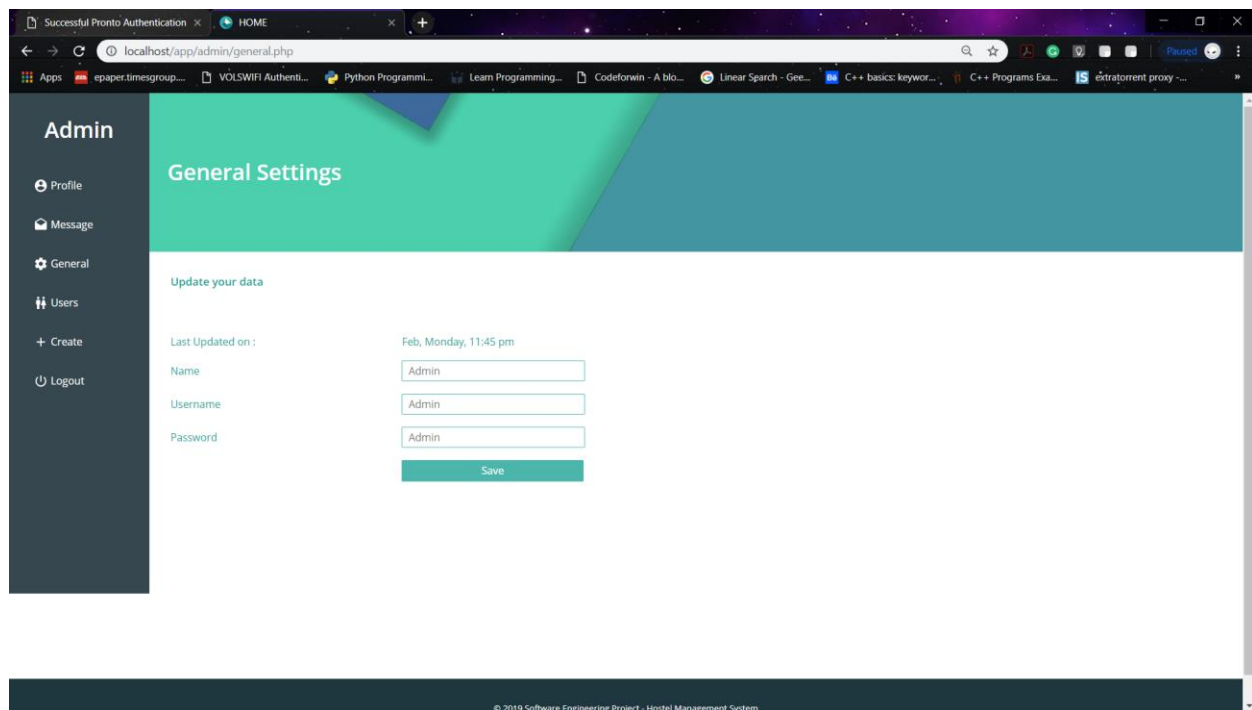 Successful Pronto Authentication
HOME
localhost/app/admin/general.php
Paused
Apps
epaper.timesgroup....
VOLSWIFI Authenti...
Python Programmi...
Learn Programming...
Codeforwin - A blo...
Linear Search - Gee...
C++ basics: keywor...
C++ Programs Exa...
extratorrent proxy -...
Admin
Profile
Message
General
Users
Create
Logout
General Settings
Update your data
Last Updated on : Feb, Monday, 11:45 pm
Name Admin
Username Admin
Password Admin
Save
© 2019 Software Engineering Project - Hostel Management System